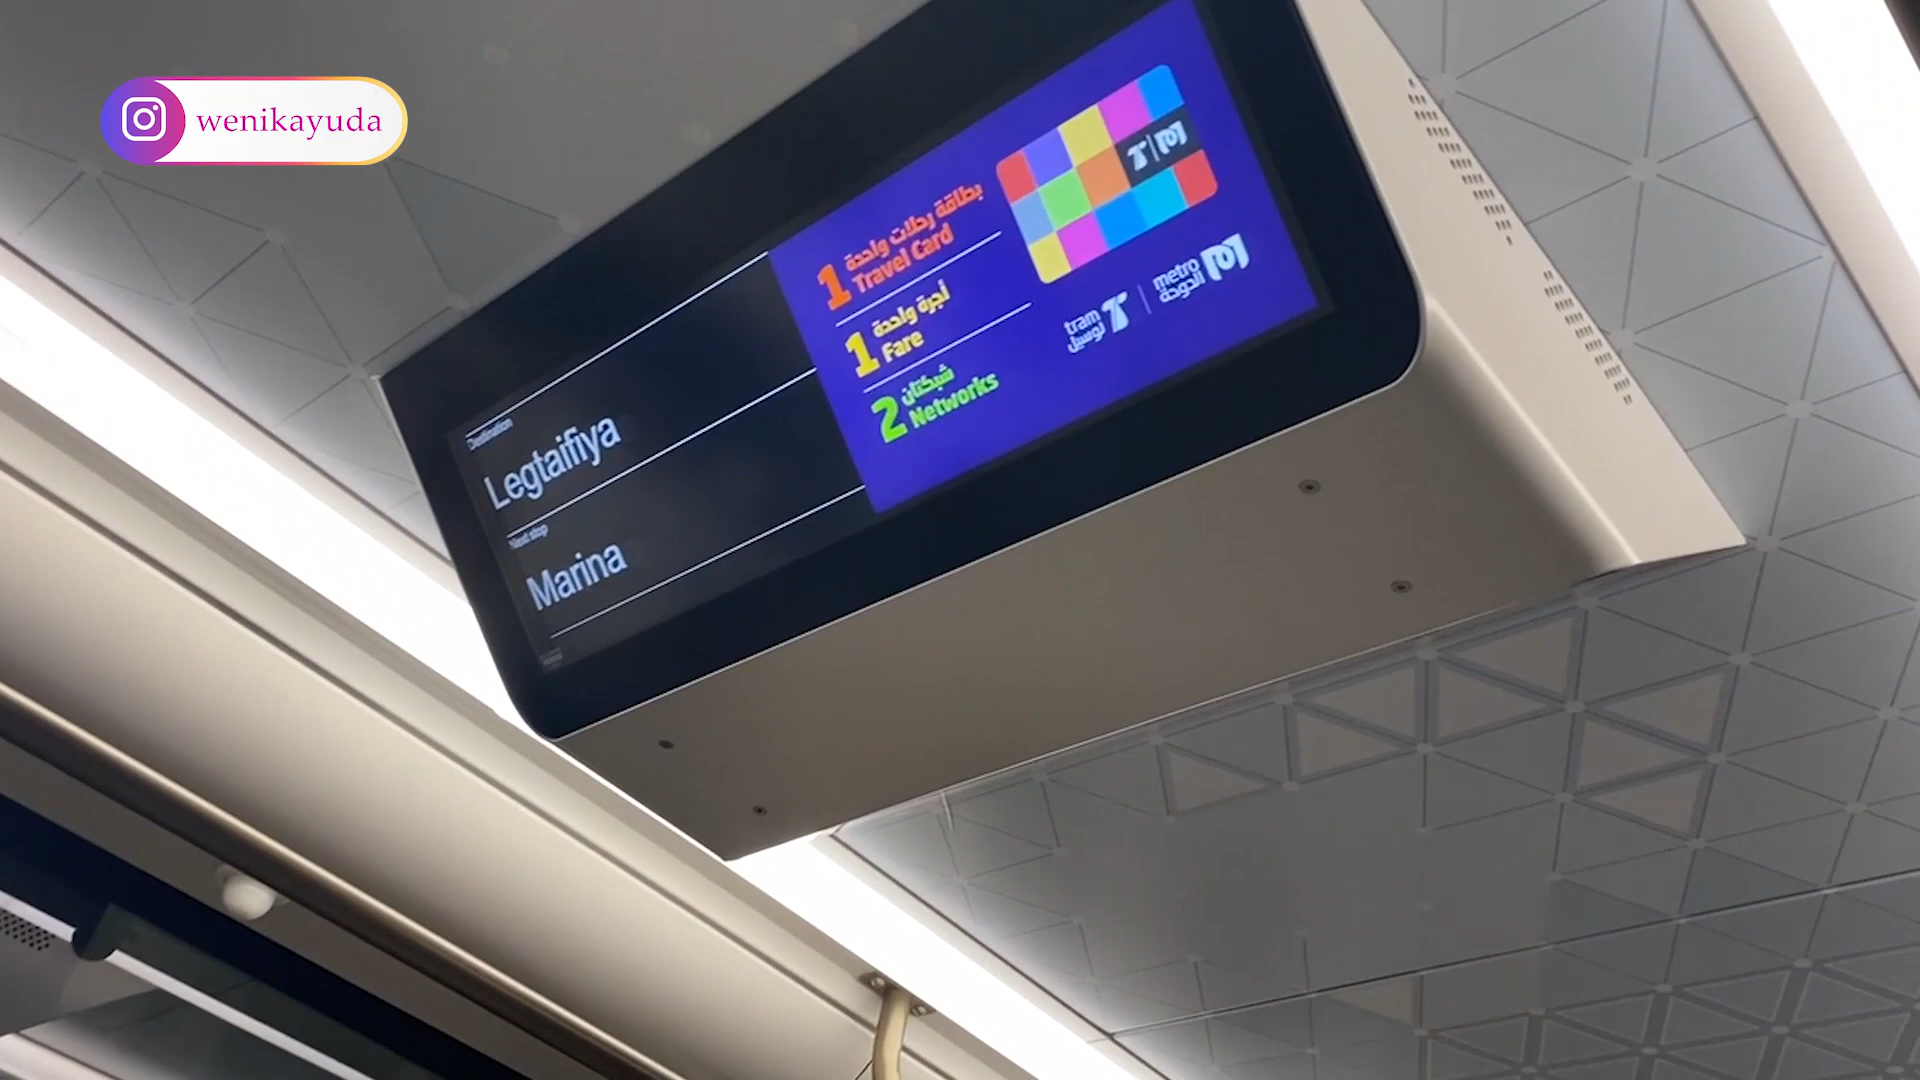 wenikayuda
Destination
Legtaifiya
Next stop
Marina
1
بطاقة رحلات واحدة
Travel Card
1
أجرة واحدة
Fare
2
شبكتان
Networks
tram
لوسيل
metro
الدوحة